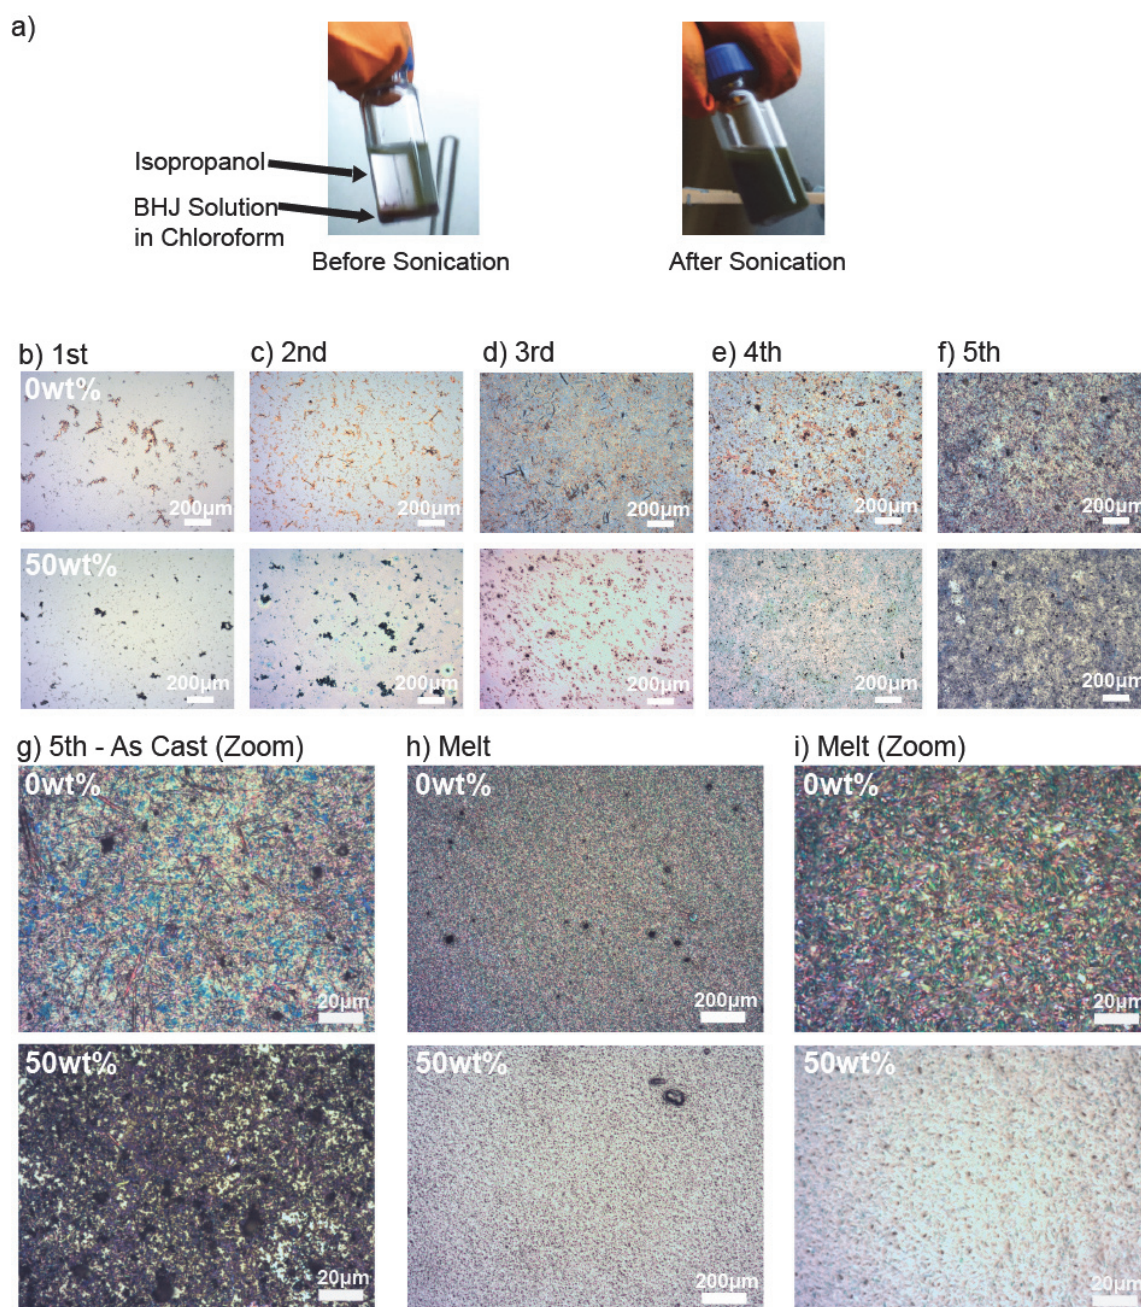 a)
Isopropanol
BHJ Solution
in Chloroform
Before Sonication
After Sonication
b) 1st
c) 2nd
d) 3rd
e) 4th
f) 5th
0wt%
200µm
200µm
200µm
200µm
200µm
50wt%
200µm
200µm
200µm
200µm
200µm
g) 5th - As Cast (Zoom)
h) Melt
i) Melt (Zoom)
0wt%
0wt%
0wt%
20µm
200µm
20µm
50wt%
50wt%
50wt%
20µm
200µm
20µm